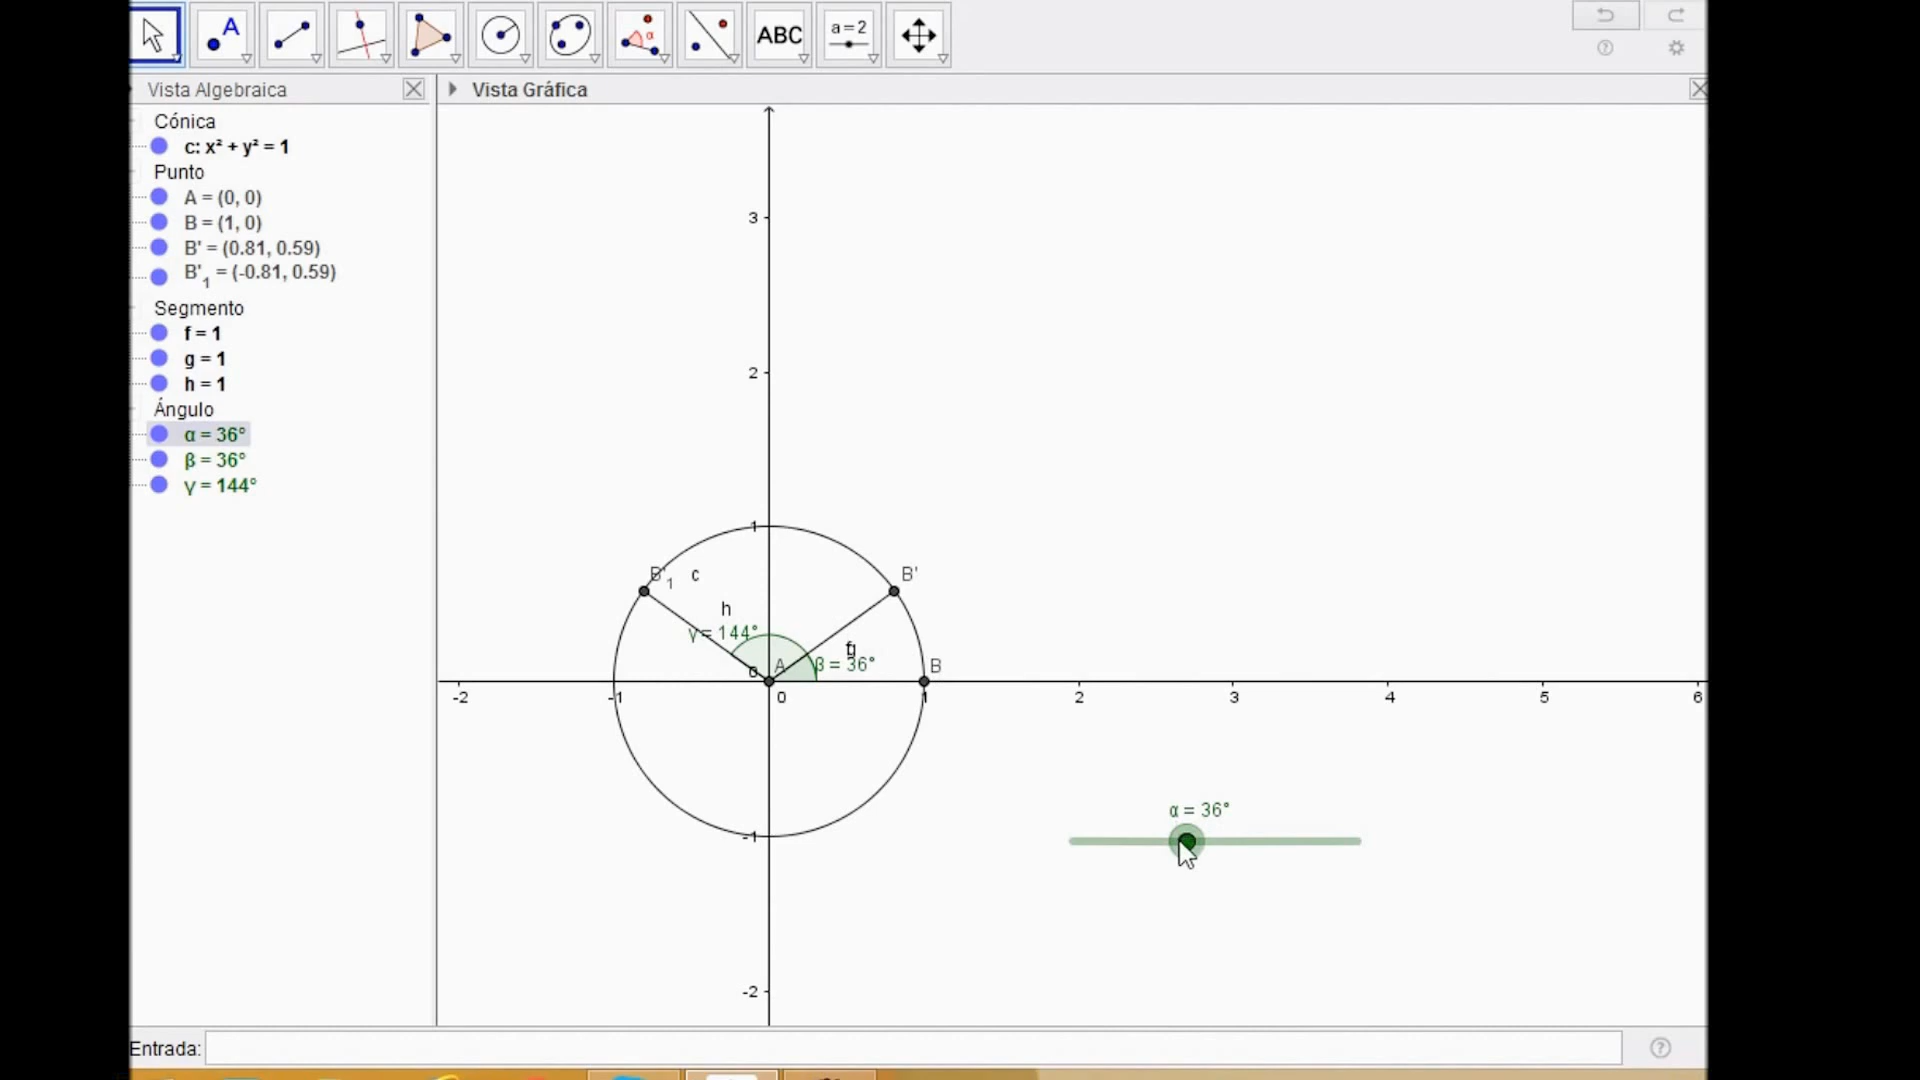 A
α
ABC
a=2
Vista Algebraica
Vista Gráfica
Cónica
c: x² + y² = 1
Punto
A = (0, 0)
B = (1, 0)
B' = (0.81, 0.59)
B'₁ = (-0.81, 0.59)
Segmento
f = 1
g = 1
h = 1
Ángulo
α = 36°
β = 36°
γ = 144°
3
2
1
B'₁ c
B'
h
γ = 144°
A
β = 36°
B
-2 -1 0 1 2 3 4 5 6
α = 36°
-1
-2
Entrada: